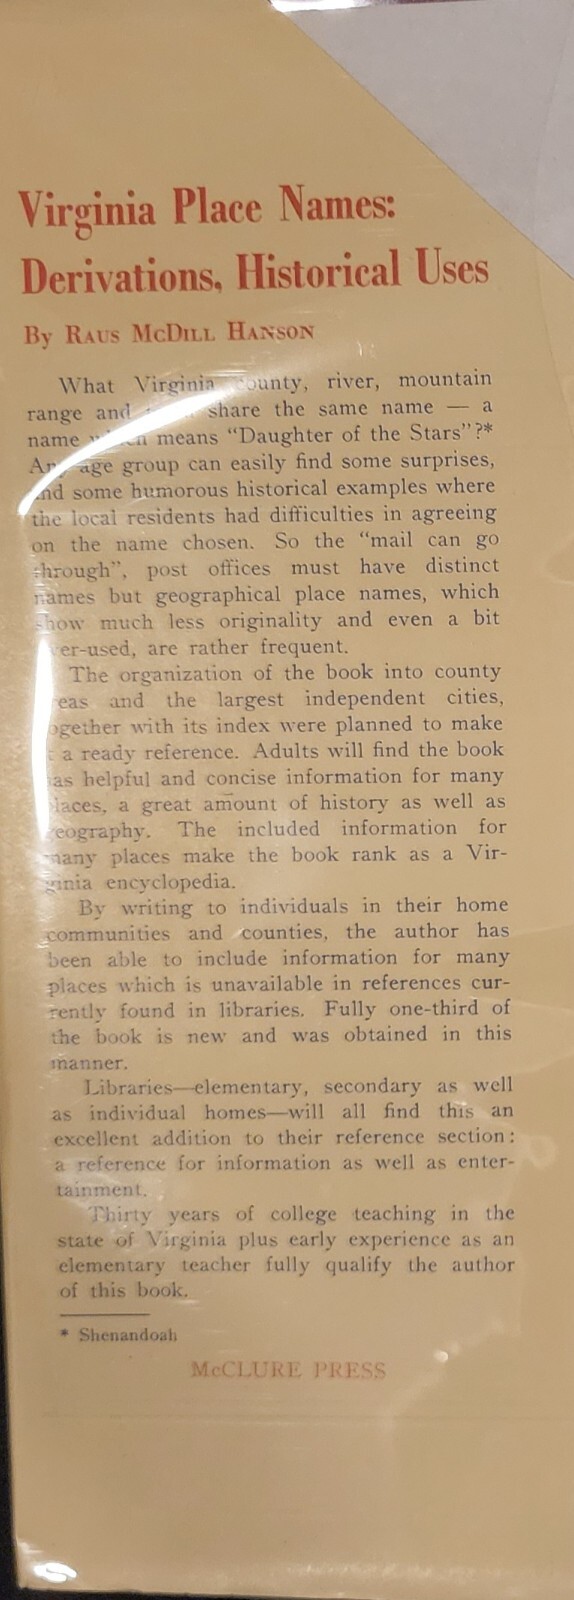 Virginia Place Names:
Derivations, Historical Uses
By RAUS MCDILL HANSON
What Virginia county, river, mountain
range and share the same name — a
name which means "Daughter of the Stars"?*
Any age group can easily find some surprises,
and some humorous historical examples where
the local residents had difficulties in agreeing
on the name chosen. So the "mail can go
through", post offices must have distinct
names but geographical place names, which
show much less originality and even a bit
over-used, are rather frequent.
The organization of the book into county
areas and the largest independent cities,
together with its index were planned to make
it a ready reference. Adults will find the book
has helpful and concise information for many
places, a great amount of history as well as
geography. The included information for
many places make the book rank as a Vir-
ginia encyclopedia.
By writing to individuals in their home
communities and counties, the author has
been able to include information for many
places which is unavailable in references cur-
rently found in libraries. Fully one-third of
the book is new and was obtained in this
manner.
Libraries—elementary, secondary as well
as individual homes—will all find this an
excellent addition to their reference section:
a reference for information as well as enter-
tainment.
Thirty years of college teaching in the
state of Virginia plus early experience as an
elementary teacher fully qualify the author
of this book.
* Shenandoah
McCLURE PRESS